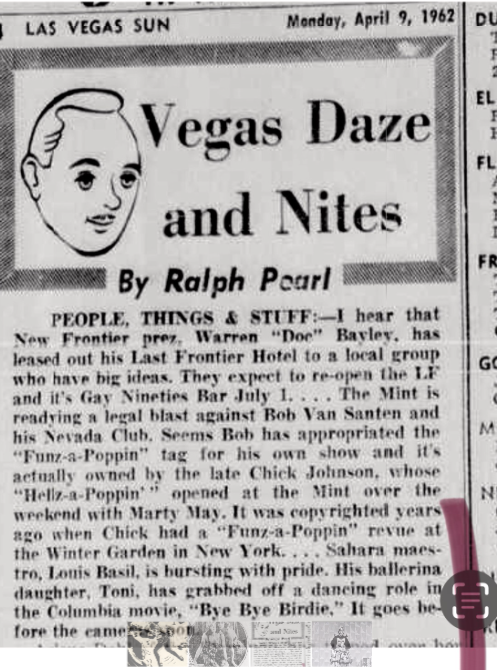 LAS VEGAS SUN
Monday, April 9, 1962
Vegas Daze
and Nites
By Ralph Pearl
PEOPLE, THINGS & STUFF:—I hear that
New Frontier prez, Warren "Doc" Bayley, has
leased out his Last Frontier Hotel to a local group
who have big ideas. They expect to re-open the LF
and it's Gay Nineties Bar July 1. . . . The Mint is
readying a legal blast against Bob Van Santen and
his Nevada Club. Seems Bob has appropriated the
"Funz-a-Poppin" tag for his own show and it's
actually owned by the late Chick Johnson, whose
"Hellz-a-Poppin'" opened at the Mint over the
weekend with Marty May. It was copyrighted years
ago when Chick had a "Funz-a-Poppin" revue at
the Winter Garden in New York. . . . Sahara maes-
tro, Louis Basil, is bursting with pride. His ballerina
daughter, Toni, has grabbed off a dancing role in
the Columbia movie, "Bye Bye Birdie." It goes be-
fore the soon
DU
EL
FL
FR
GO
M
N
and Nites